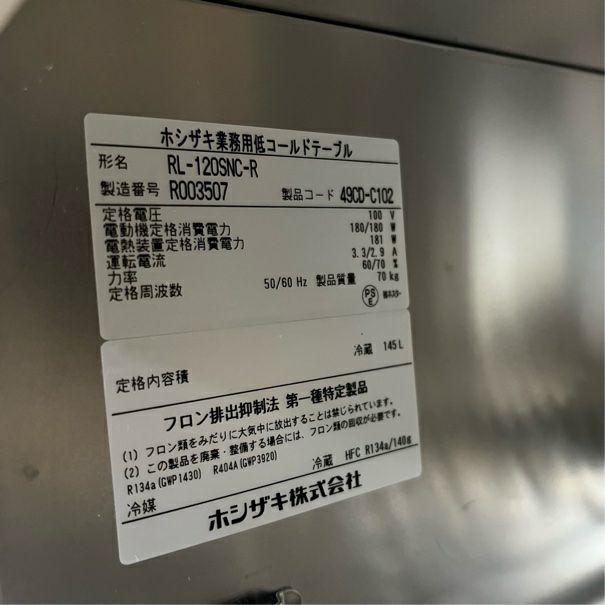 ホシザキ業務用低コールドテーブル
形名 RL-120SNC-R
製造番号 R003507 製品コード 49CD-C102
定格電圧 100 V
電動機定格消費電力 180/180 W
電熱装置定格消費電力 181 W
運転電流 3.3/2.9 A
力率 60/70 %
定格周波数 50/60 Hz 製品質量 70 kg
PSE
定格内容積 冷蔵 145 L
フロン排出抑制法 第一種特定製品
(1) フロン類をみだりに大気中に放出することは禁じられています。
(2) この製品を廃棄・整備する場合には、フロン類の回収が必要です。
R134a(GWP1430) R404A(GWP3920)
冷媒 冷蔵 HFC R134a/140g
ホシザキ株式会社